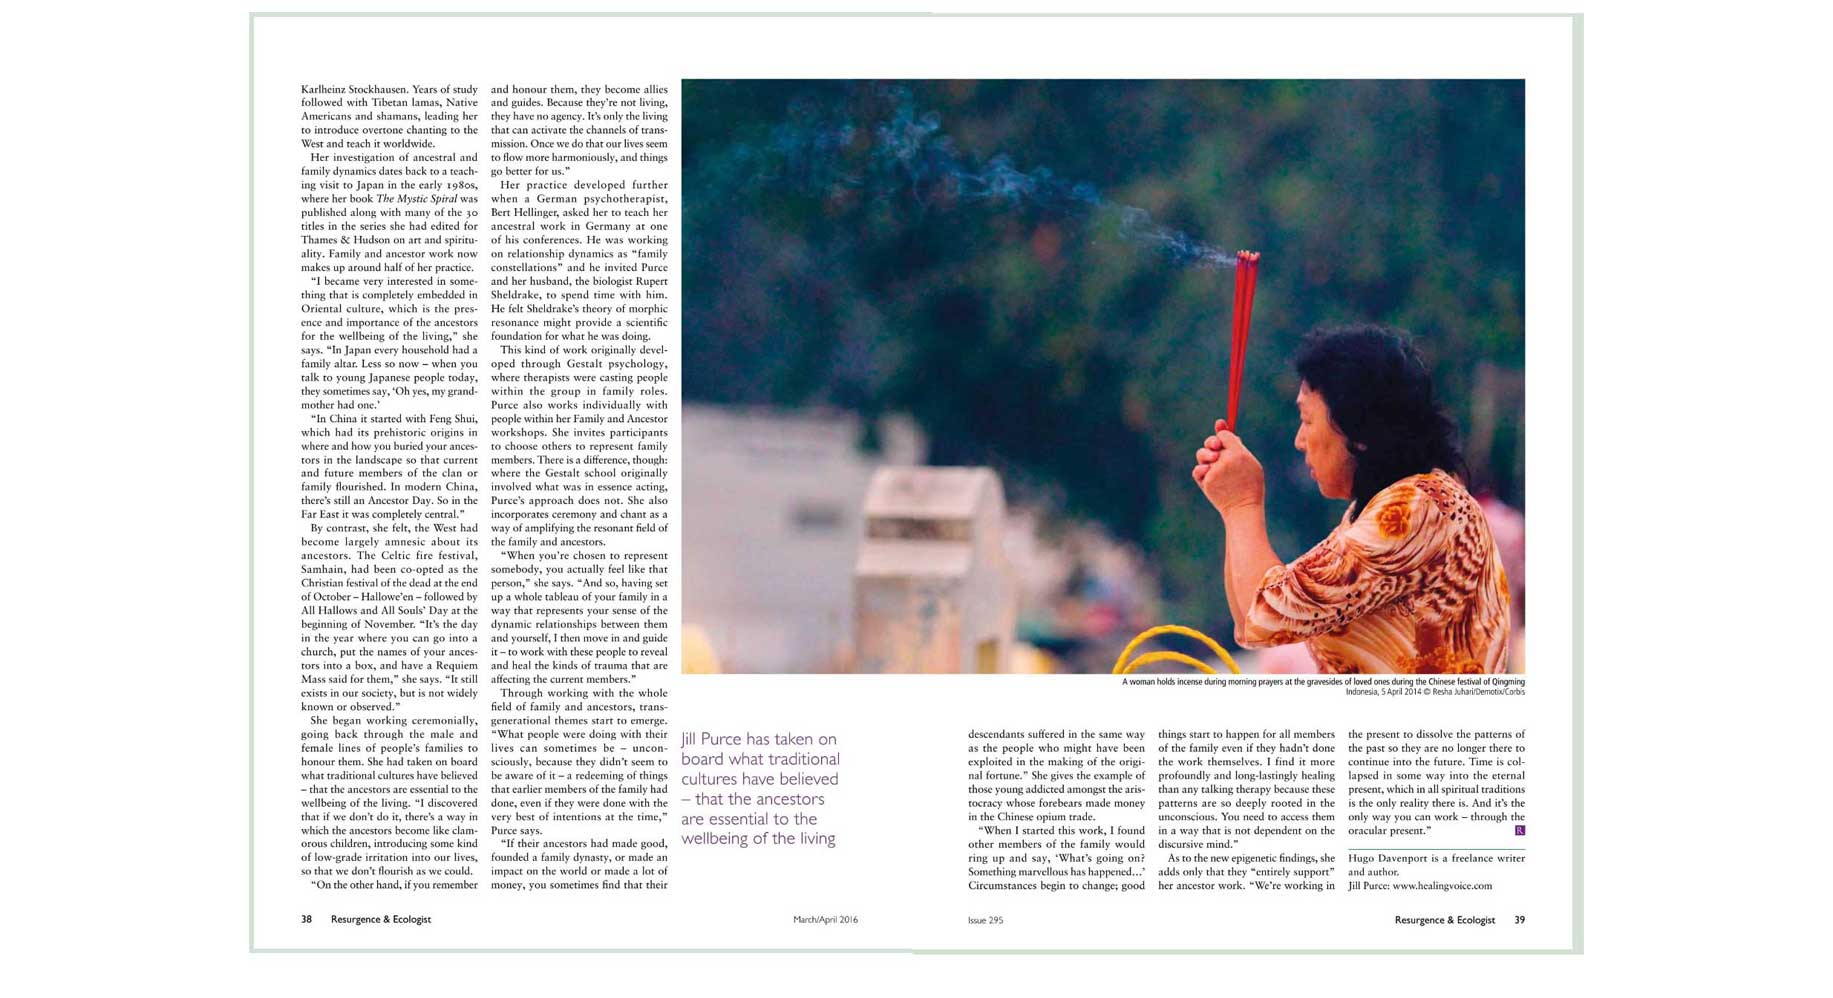 Karlheinz Stockhausen. Years of study
followed with Tibetan lamas, Native
Americans and shamans, leading her
to introduce overtone chanting to the
West and teach it worldwide.
Her investigation of ancestral and
family dynamics dates back to a teach-
ing visit to Japan in the early 1980s,
where her book The Mystic Spiral was
published along with many of the 30
titles in the series she had edited for
Thames & Hudson on art and spiritu-
ality. Family and ancestor work now
makes up around half of her practice.
“I became very interested in some-
thing that is completely embedded in
Oriental culture, which is the pres-
ence and importance of the ancestors
for the wellbeing of the living,” she
says. “In Japan every household had a
family altar. Less so now – when you
talk to young Japanese people today,
they sometimes say, ‘Oh yes, my grand-
mother had one.’
“In China it started with Feng Shui,
which had its prehistoric origins in
where and how you buried your ances-
tors in the landscape so that current
and future members of the clan or
family flourished. In modern China,
there’s still an Ancestor Day. So in the
Far East it was completely central.”
By contrast, she felt, the West had
become largely amnesic about its
ancestors. The Celtic fire festival,
Samhain, had been co-opted as the
Christian festival of the dead at the end
of October – Hallowe’en – followed by
All Hallows and All Souls’ Day at the
beginning of November. “It’s the day
in the year where you can go into a
church, put the names of your ances-
tors into a box, and have a Requiem
Mass said for them,” she says. “It still
exists in our society, but is not widely
known or observed.”
She began working ceremonially,
going back through the male and
female lines of people’s families to
honour them. She had taken on board
what traditional cultures have believed
– that the ancestors are essential to the
wellbeing of the living. “I discovered
that if we don’t do it, there’s a way in
which the ancestors become like clam-
orous children, introducing some kind
of low-grade irritation into our lives,
so that we don’t flourish as we could.
“On the other hand, if you remember
and honour them, they become allies
and guides. Because they’re not living,
they have no agency. It’s only the living
that can activate the channels of trans-
mission. Once we do that our lives seem
to flow more harmoniously, and things
go better for us.”
Her practice developed further
when a German psychotherapist,
Bert Hellinger, asked her to teach her
ancestral work in Germany at one
of his conferences. He was working
on relationship dynamics as “family
constellations” and he invited Purce
and her husband, the biologist Rupert
Sheldrake, to spend time with him.
He felt Sheldrake’s theory of morphic
resonance might provide a scientific
foundation for what he was doing.
This kind of work originally devel-
oped through Gestalt psychology,
where therapists were casting people
within the group in family roles.
Purce also works individually with
people within her Family and Ancestor
workshops. She invites participants
to choose others to represent family
members. There is a difference, though:
where the Gestalt school originally
involved what was in essence acting,
Purce’s approach does not. She also
incorporates ceremony and chant as a
way of amplifying the resonant field of
the family and ancestors.
“When you’re chosen to represent
somebody, you actually feel like that
person,” she says. “And so, having set
up a whole tableau of your family in a
way that represents your sense of the
dynamic relationships between them
and yourself, I then move in and guide
it – to work with these people to reveal
and heal the kinds of trauma that are
affecting the current members.”
Through working with the whole
field of family and ancestors, trans-
generational themes start to emerge.
“What people were doing with their
lives can sometimes be – uncon-
sciously, because they didn’t seem to
be aware of it – a redeeming of things
that earlier members of the family had
done, even if they were done with the
very best of intentions at the time,”
Purce says.
“If their ancestors had made good,
founded a family dynasty, or made an
impact on the world or made a lot of
money, you sometimes find that their
A woman holds incense during morning prayers at the gravesides of loved ones during the Chinese festival of Qingming
Indonesia, 5 April 2014 © Resha Juhari/Demotix/Corbis
Jill Purce has taken on
board what traditional
cultures have believed
– that the ancestors
are essential to the
wellbeing of the living
descendants suffered in the same way
as the people who might have been
exploited in the making of the origi-
nal fortune.” She gives the example of
those young addicted amongst the aris-
tocracy whose forebears made money
in the Chinese opium trade.
“When I started this work, I found
other members of the family would
ring up and say, ‘What’s going on?
Something marvellous has happened...’
Circumstances begin to change; good
things start to happen for all members
of the family even if they hadn’t done
the work themselves. I find it more
profoundly and long-lastingly healing
than any talking therapy because these
patterns are so deeply rooted in the
unconscious. You need to access them
in a way that is not dependent on the
discursive mind.”
As to the new epigenetic findings, she
adds only that they “entirely support”
her ancestor work. “We’re working in
the present to dissolve the patterns of
the past so they are no longer there to
continue into the future. Time is col-
lapsed in some way into the eternal
present, which in all spiritual traditions
is the only reality there is. And it’s the
only way you can work – through the
oracular present.” R
Hugo Davenport is a freelance writer
and author.
Jill Purce: www.healingvoice.com
38 Resurgence & Ecologist
March/April 2016
Issue 295
Resurgence & Ecologist 39